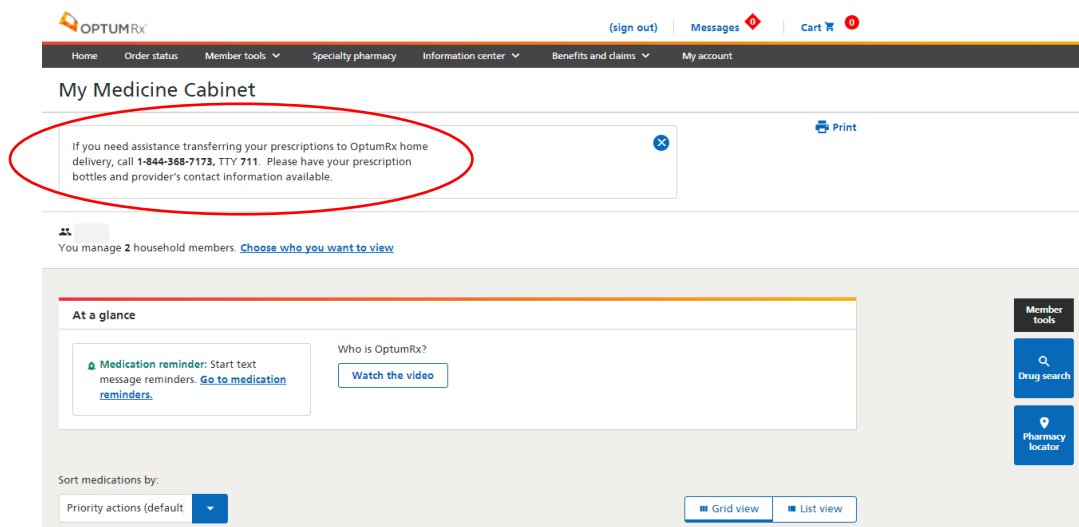 OPTUMRx
(sign out) Messages 0 Cart 0
Home Order status Member tools Specialty pharmacy Information center Benefits and claims My account
My Medicine Cabinet
Print
If you need assistance transferring your prescriptions to OptumRx home
delivery, call 1-844-368-7173, TTY 711. Please have your prescription
bottles and provider's contact information available.
You manage 2 household members. Choose who you want to view
At a glance
Medication reminder: Start text
message reminders. Go to medication
reminders.
Who is OptumRx?
Watch the video
Member
tools
Drug search
Pharmacy
locator
Sort medications by:
Priority actions (default
Grid view List view